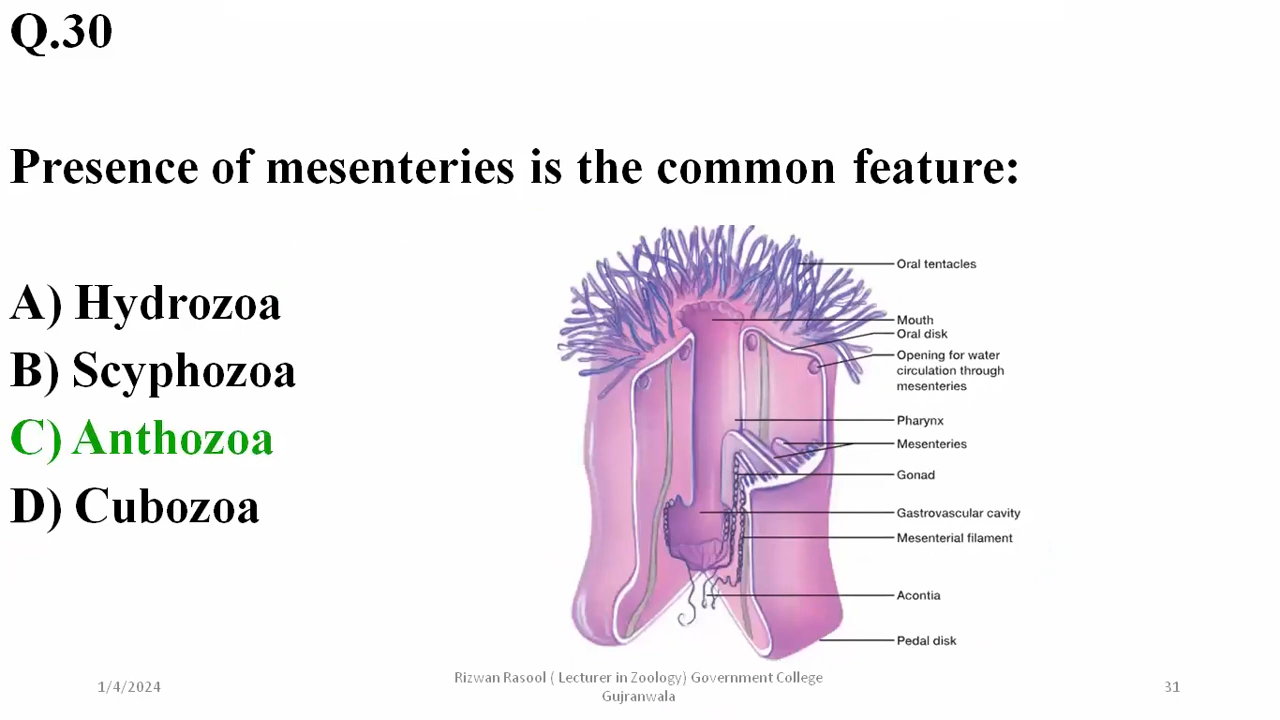 Q.30
Presence of mesenteries is the common feature:
A) Hydrozoa
B) Scyphozoa
C) Anthozoa
D) Cubozoa
Oral tentacles
Mouth
Oral disk
Opening for water
circulation through
mesenteries
Pharynx
Mesenteries
Gonad
Gastrovascular cavity
Mesenterial filament
Acontia
Pedal disk
1/4/2024
Rizwan Rasool ( Lecturer in Zoology) Government College
Gujranwala
31